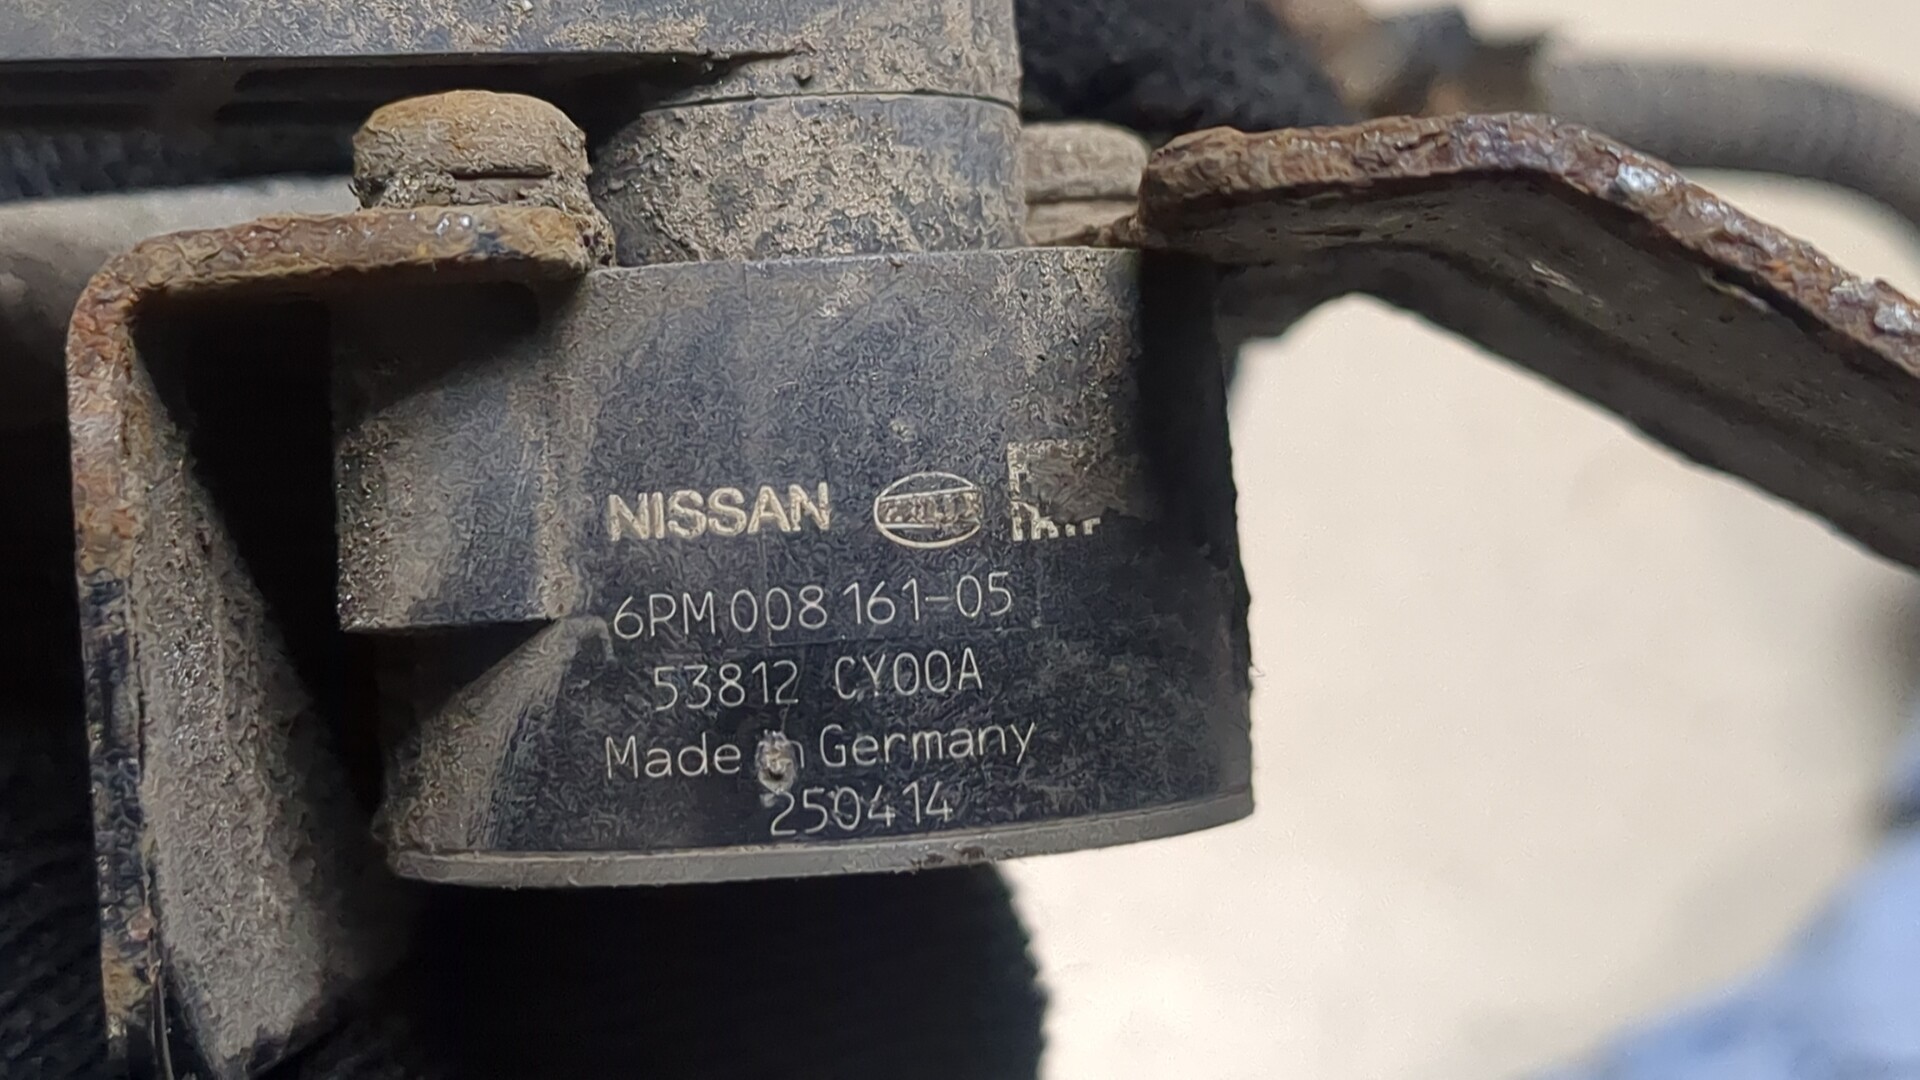 NISSAN
6PM 008 161-05
53812 CY00A
Made in Germany
250414